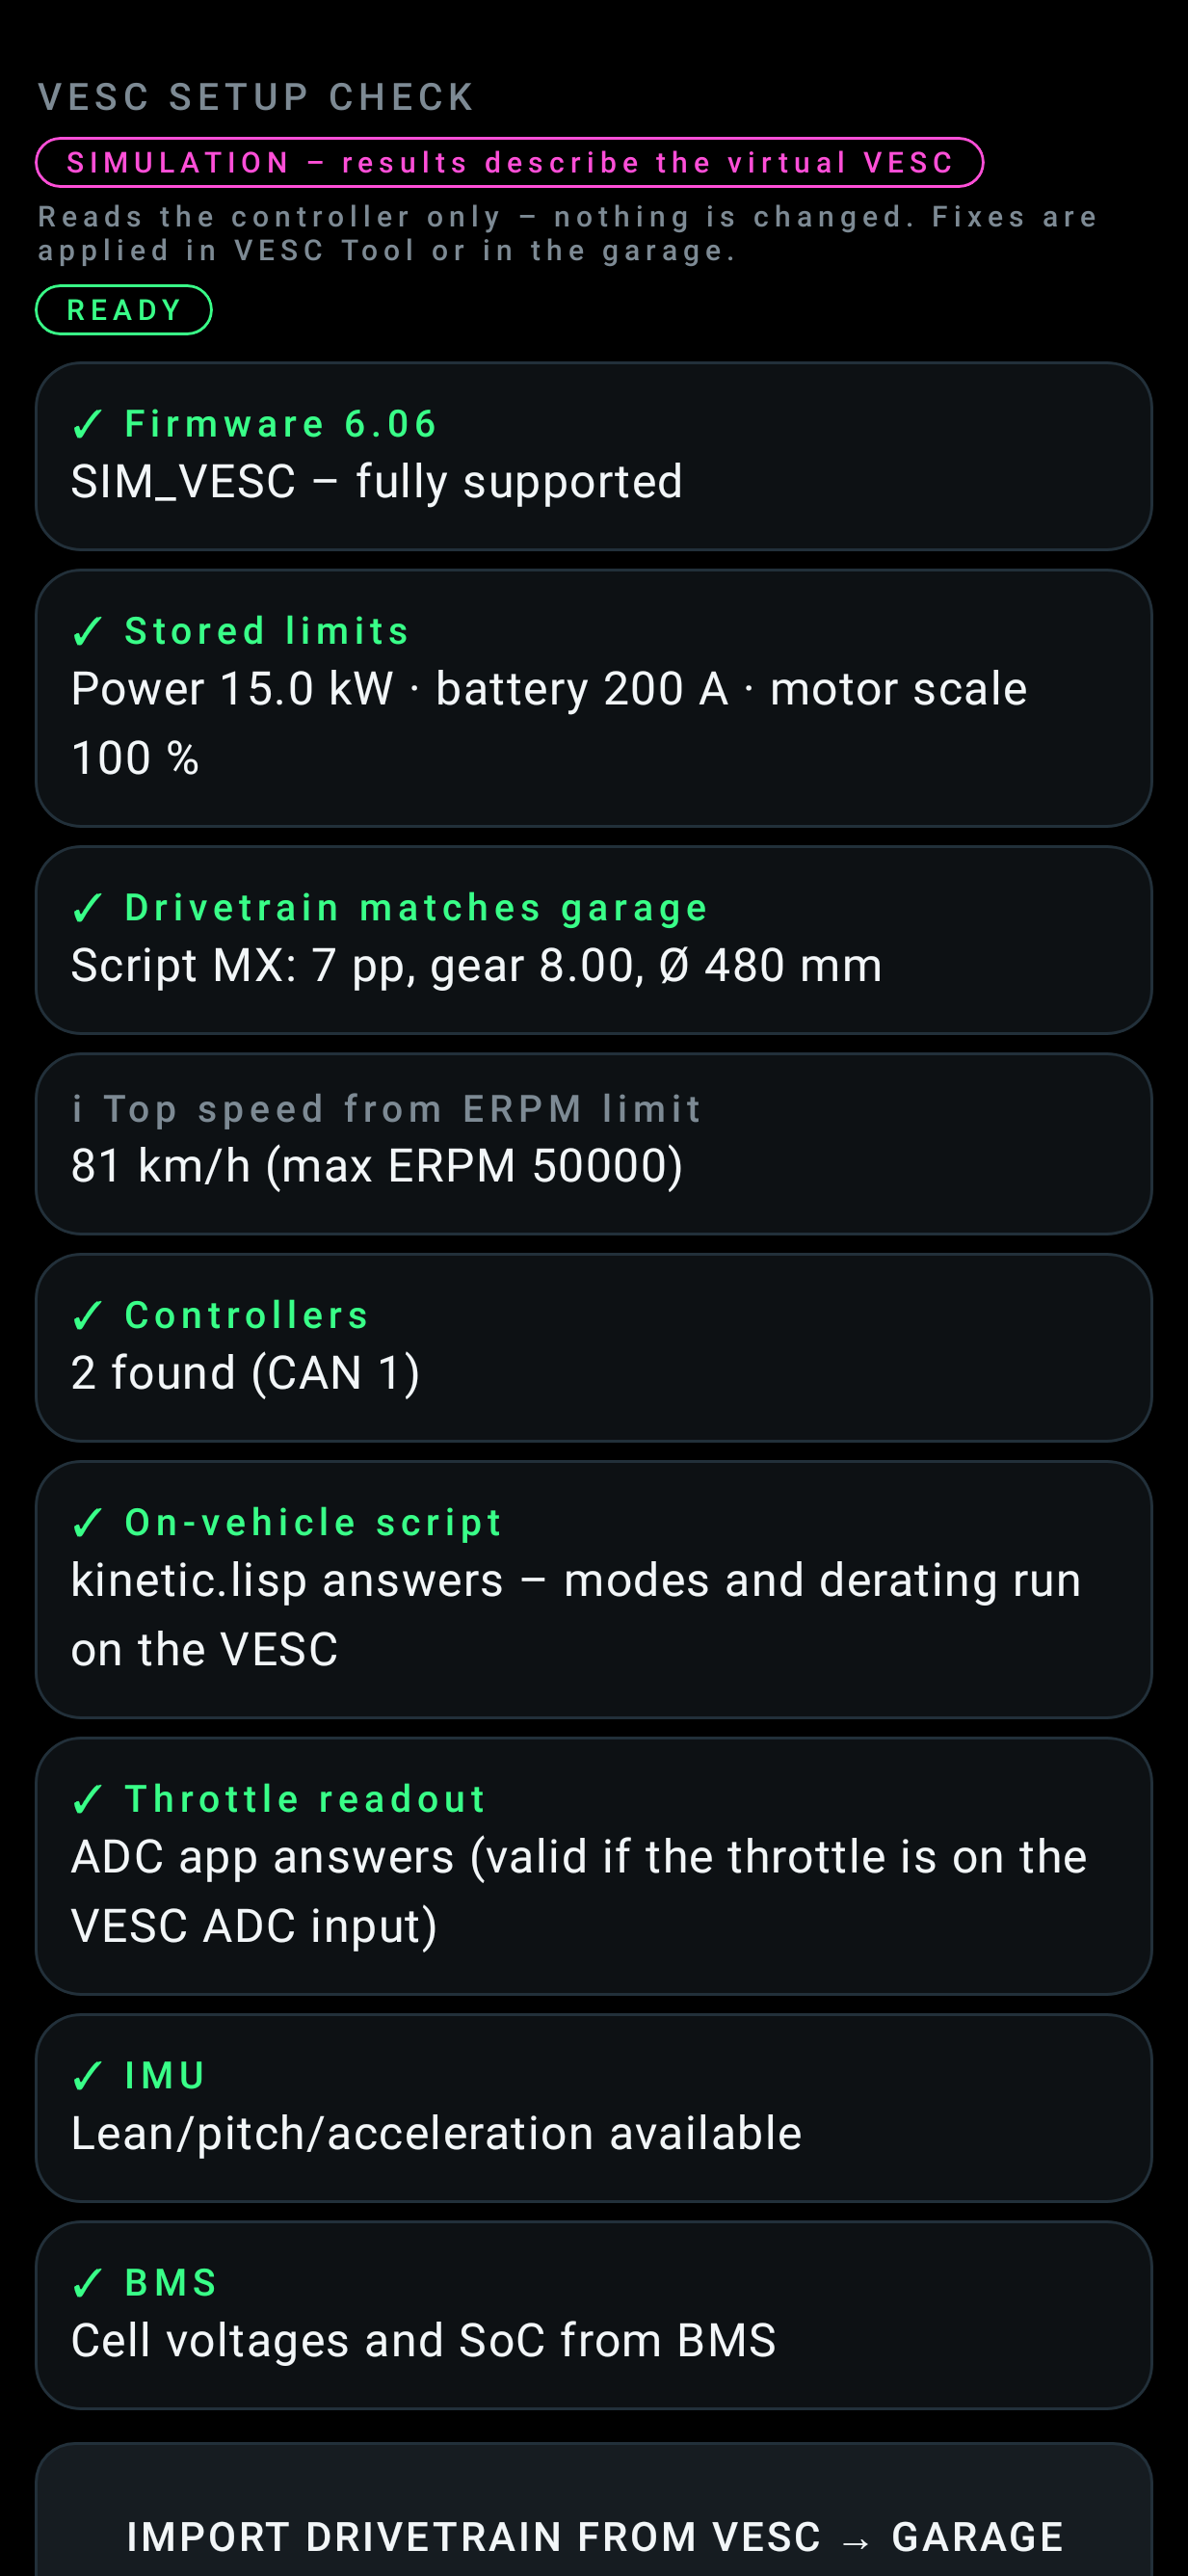 VESC SETUP CHECK
SIMULATION – results describe the virtual VESC
Reads the controller only – nothing is changed. Fixes are
applied in VESC Tool or in the garage.
READY
✓ Firmware 6.06
SIM_VESC – fully supported
✓ Stored limits
Power 15.0 kW · battery 200 A · motor scale
100 %
✓ Drivetrain matches garage
Script MX: 7 pp, gear 8.00, Ø 480 mm
i Top speed from ERPM limit
81 km/h (max ERPM 50000)
✓ Controllers
2 found (CAN 1)
✓ On-vehicle script
kinetic.lisp answers – modes and derating run
on the VESC
✓ Throttle readout
ADC app answers (valid if the throttle is on the
VESC ADC input)
✓ IMU
Lean/pitch/acceleration available
✓ BMS
Cell voltages and SoC from BMS
IMPORT DRIVETRAIN FROM VESC → GARAGE